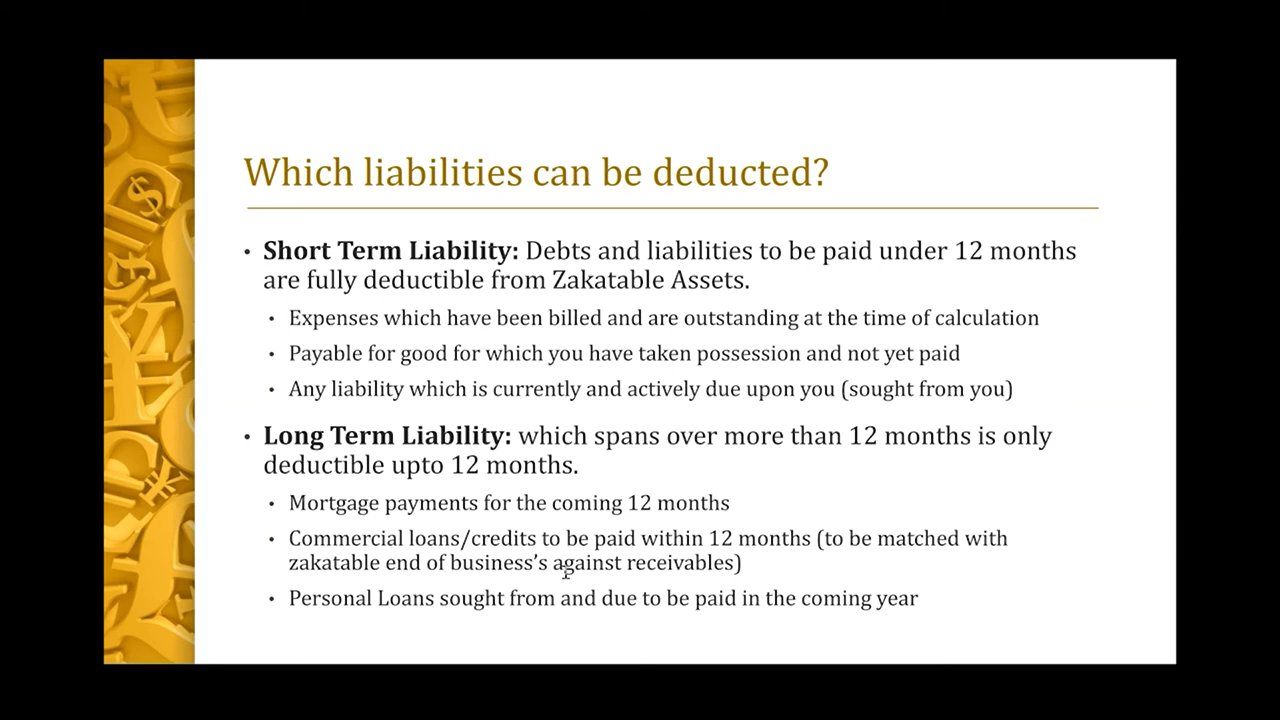 Which liabilities can be deducted?
• Short Term Liability: Debts and liabilities to be paid under 12 months
are fully deductible from Zakatable Assets.
• Expenses which have been billed and are outstanding at the time of calculation
• Payable for good for which you have taken possession and not yet paid
• Any liability which is currently and actively due upon you (sought from you)
• Long Term Liability: which spans over more than 12 months is only
deductible upto 12 months.
• Mortgage payments for the coming 12 months
• Commercial loans/credits to be paid within 12 months (to be matched with
zakatable end of business’s against receivables)
• Personal Loans sought from and due to be paid in the coming year